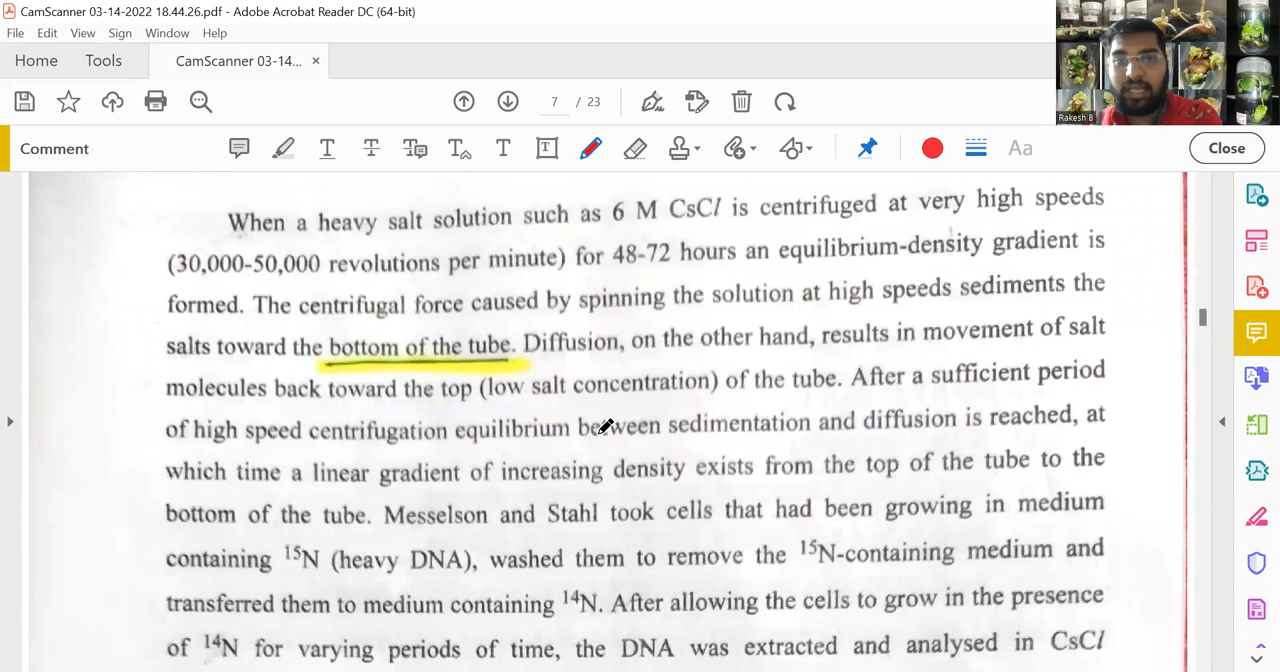 CamScanner 03-14-2022 18.44.26.pdf - Adobe Acrobat Reader DC (64-bit)
File Edit View Sign Window Help
Home Tools CamScanner 03-14... ×
7 / 23
Rakesh B
Comment
Aa
Close
When a heavy salt solution such as 6 M CsCl is centrifuged at very high speeds
(30,000-50,000 revolutions per minute) for 48-72 hours an equilibrium-density gradient is
formed. The centrifugal force caused by spinning the solution at high speeds sediments the
salts toward the bottom of the tube. Diffusion, on the other hand, results in movement of salt
molecules back toward the top (low salt concentration) of the tube. After a sufficient period
of high speed centrifugation equilibrium between sedimentation and diffusion is reached, at
which time a linear gradient of increasing density exists from the top of the tube to the
bottom of the tube. Messelson and Stahl took cells that had been growing in medium
containing ¹⁵N (heavy DNA), washed them to remove the ¹⁵N-containing medium and
transferred them to medium containing ¹⁴N. After allowing the cells to grow in the presence
of ¹⁴N for varying periods of time, the DNA was extracted and analysed in CsCl